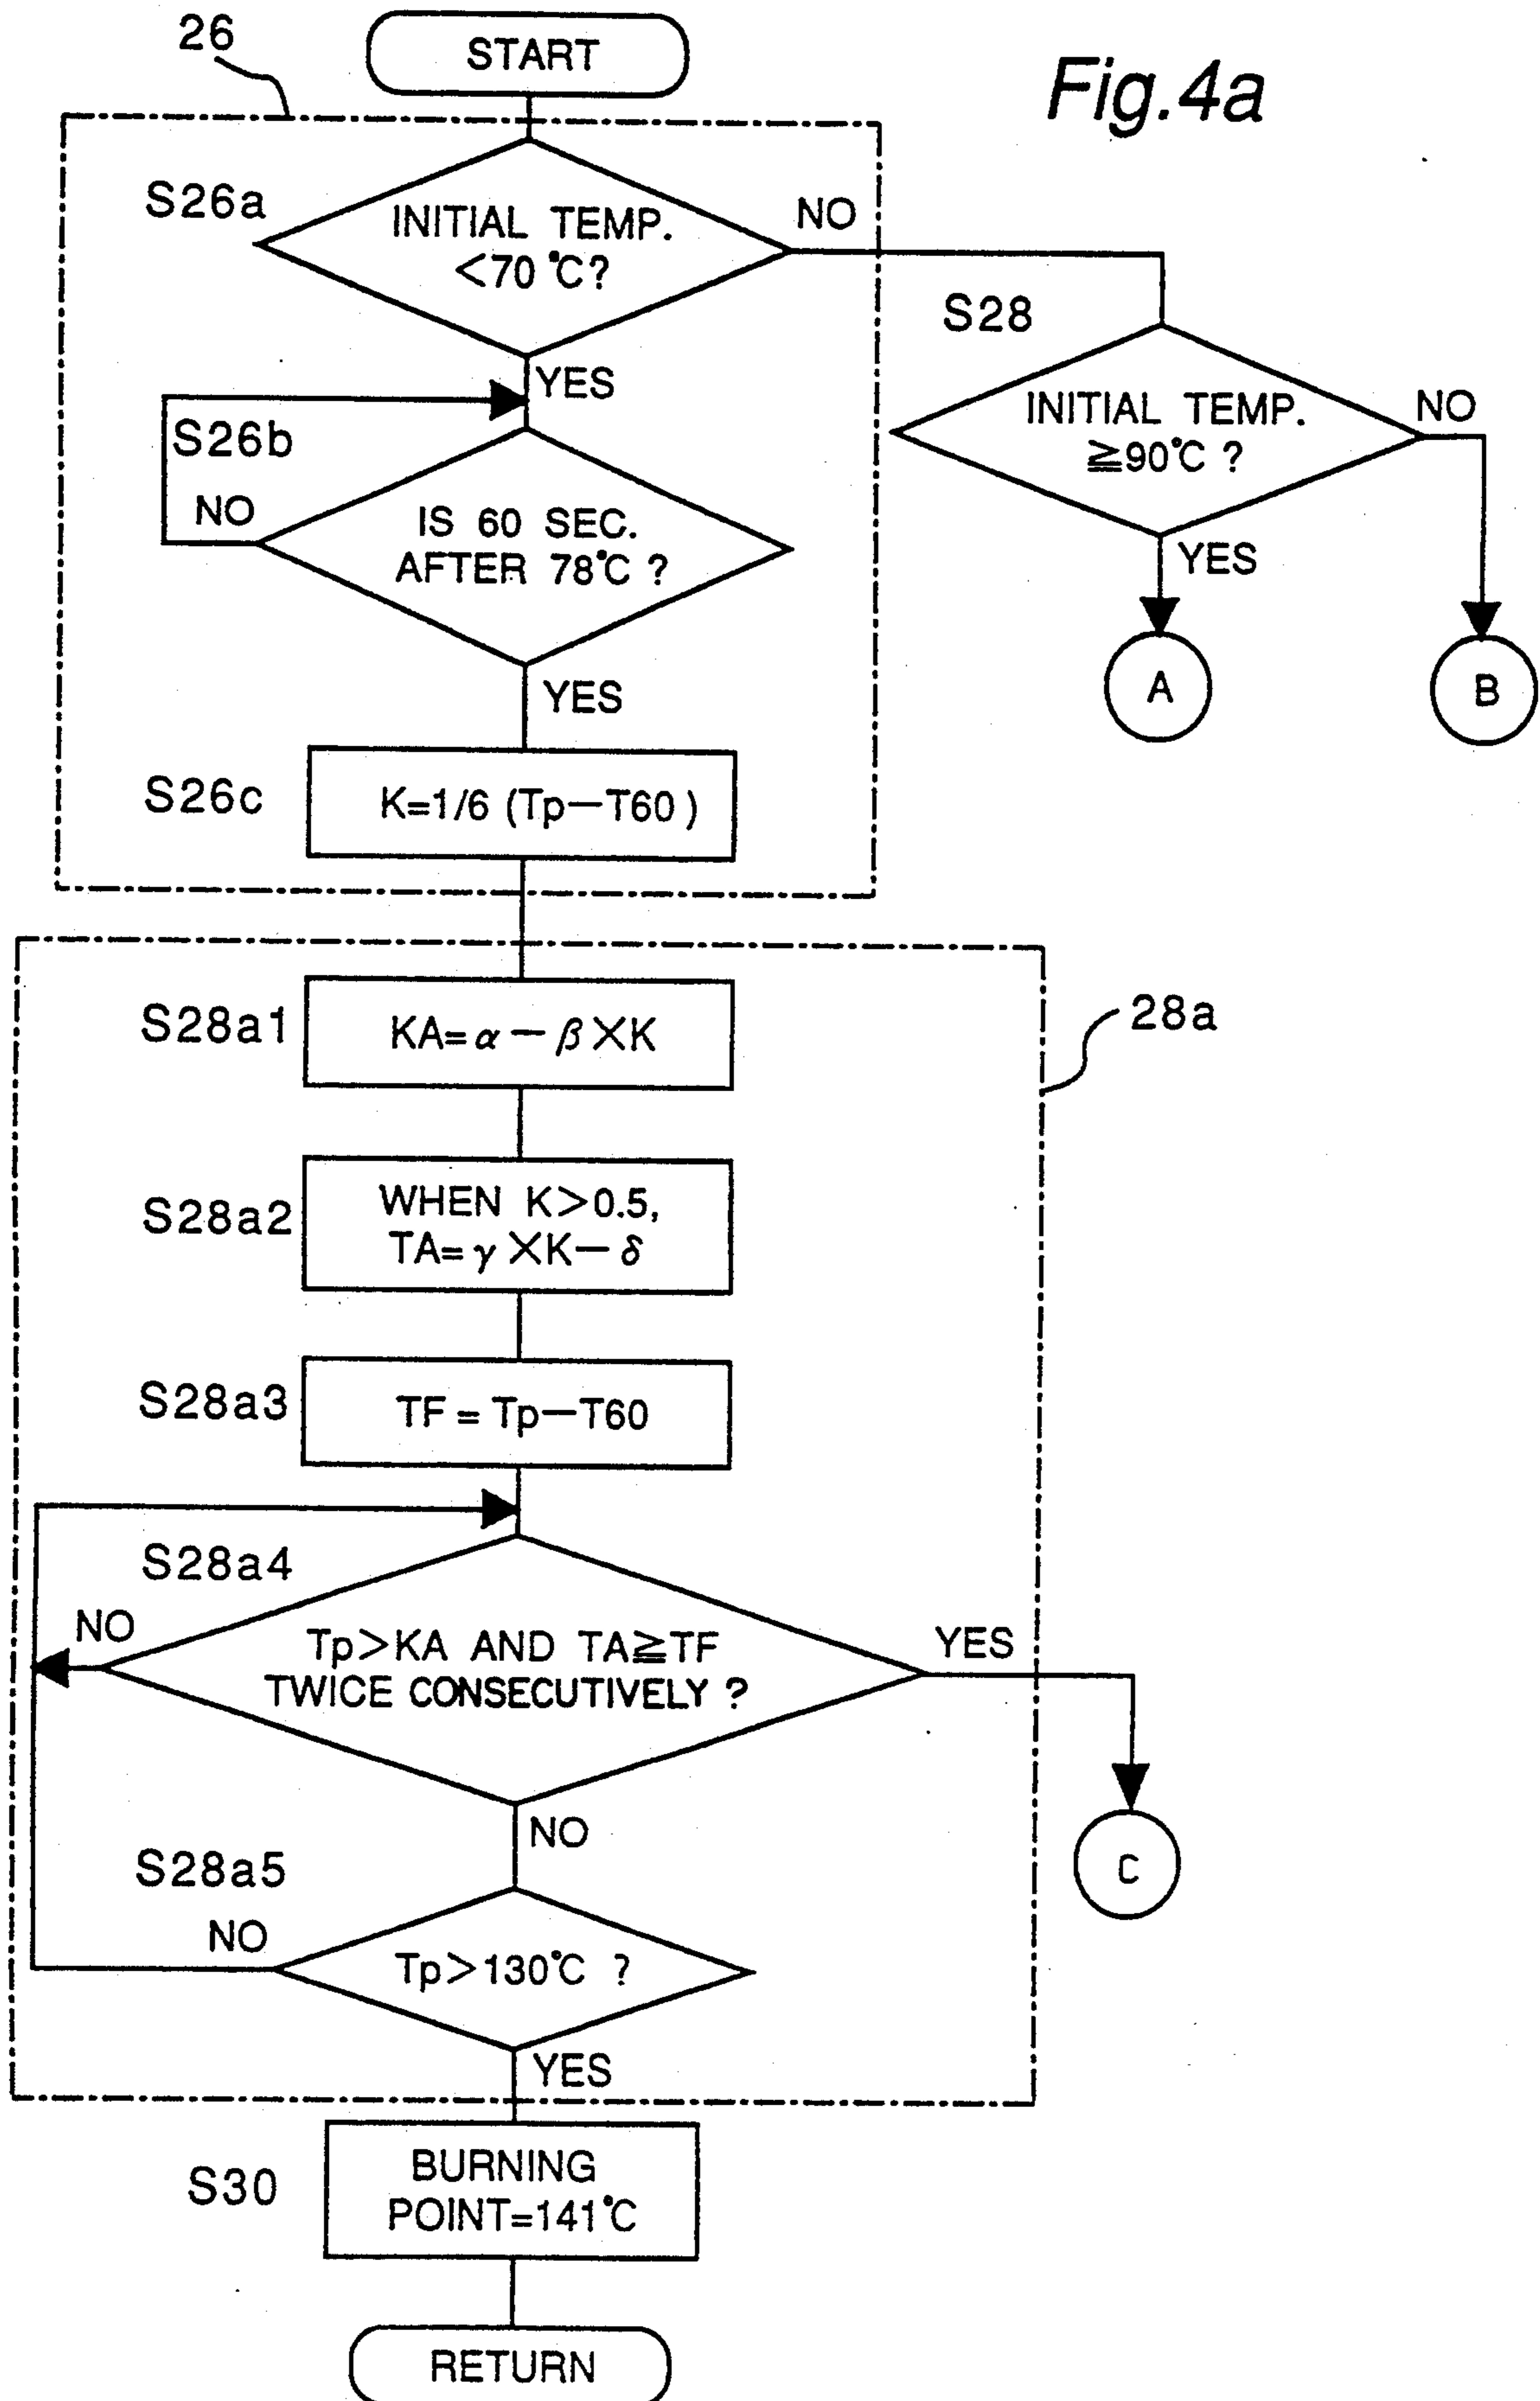 26
START
Fig.4a
S26a
INITIAL TEMP.
<70°C?
NO
YES
S28
INITIAL TEMP.
≧90°C ?
NO
YES
A
B
S26b
NO
IS 60 SEC.
AFTER 78°C ?
YES
S26c
K=1/6 (Tp—T60)
28a
S28a1
KA=α — β ×K
S28a2
WHEN K>0.5,
TA=γ ×K— δ
S28a3
TF = Tp—T60
S28a4
NO
Tp>KA AND TA≧TF
TWICE CONSECUTIVELY ?
YES
NO
C
S28a5
NO
Tp>130°C ?
YES
S30
BURNING
POINT=141°C
RETURN